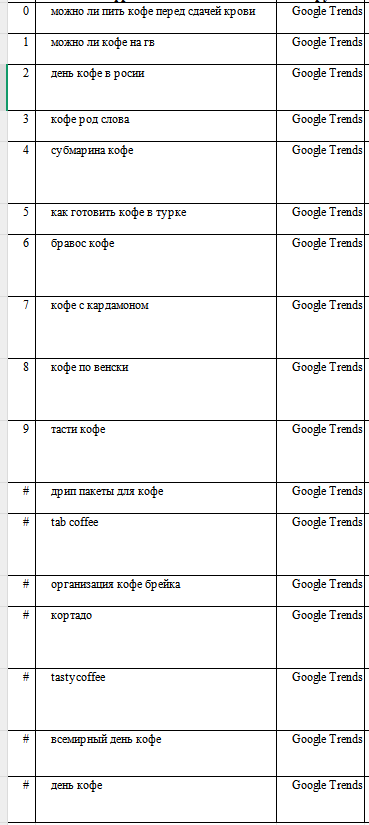 0 можно ли пить кофе перед сдачей крови Google Trends
1 можно ли кофе на гв Google Trends
2 день кофе в росии Google Trends
3 кофе род слова Google Trends
4 субмарина кофе Google Trends
5 как готовить кофе в турке Google Trends
6 бравос кофе Google Trends
7 кофе с кардамоном Google Trends
8 кофе по венски Google Trends
9 тасти кофе Google Trends
# дрип пакеты для кофе Google Trends
# tab coffee Google Trends
# организация кофе брейка Google Trends
# кортадо Google Trends
# tastycoffee Google Trends
# всемирный день кофе Google Trends
# день кофе Google Trends